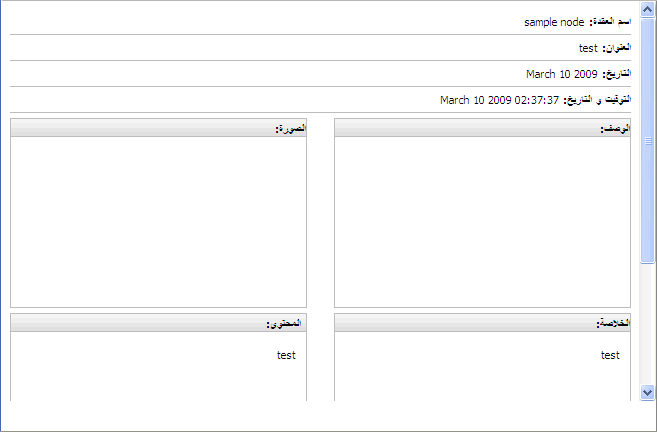 اسم العقدة: sample node
العنوان: test
التاريخ: March 10 2009
التوقيت و التاريخ: March 10 2009 02:37:37
الوصف:
الصورة:
الخلاصة:
test
المحتوى:
test